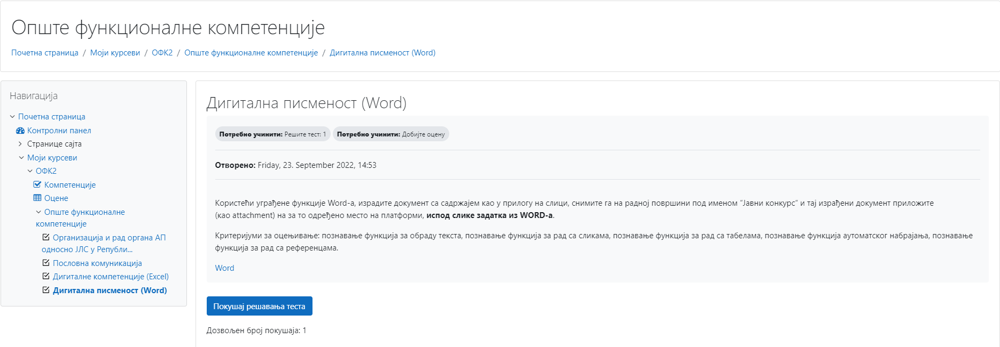 Опште функционалне компетенције
Почетна страница / Моји курсеви / ОФК2 / Опште функционалне компетенције / Дигитална писменост (Word)
Навигација
Почетна страница
Контролни панел
Странице сајта
Моји курсеви
ОФК2
Компетенције
Оцене
Опште функционалне
компетенције
Организација и рад органа АП
односно ЈЛС у Републи...
Пословна комуникација
Дигиталне компетенције (Excel)
Дигитална писменост (Word)
Дигитална писменост (Word)
Потребно учинити: Решите тест: 1 Потребно учинити: Добијте оцену
Отворено: Friday, 23. September 2022, 14:53
Користећи уграђене функције Word-a, израдите документ са садржајем као у прилогу на слици, снимите га на радној површини под именом “Јавни конкурс“ и тај израђени документ приложите
(као attachment) на за то одређено место на платформи, испод слике задатка из WORD-a.
Критеријуми за оцењивање: познавање функција за обраду текста, познавање функција за рад са сликама, познавање функција за рад са табелама, познавање функција аутоматског набрајања, познавање
функција за рад са референцама.
Word
Покушај решавања теста
Дозвољен број покушаја: 1